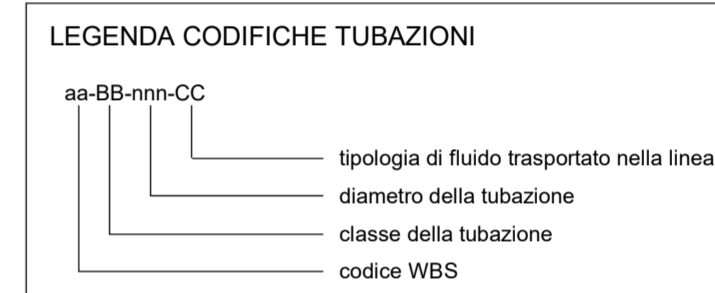 LEGENDA CODIFICHE TUBAZIONI
aa-BB-nnn-CC
tipologia di fluido trasportato nella linea
diametro della tubazione
classe della tubazione
codice WBS